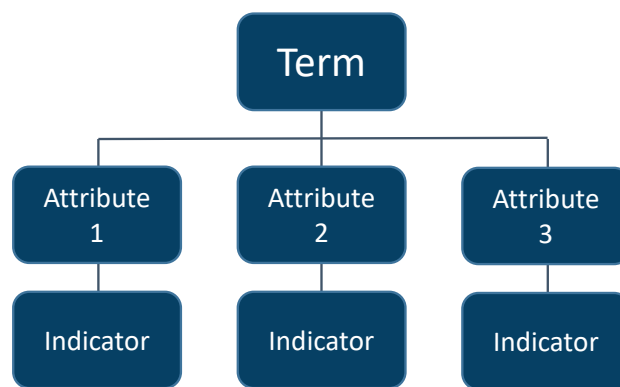 Term
Attribute
1
Attribute
2
Attribute
3
Indicator
Indicator
Indicator